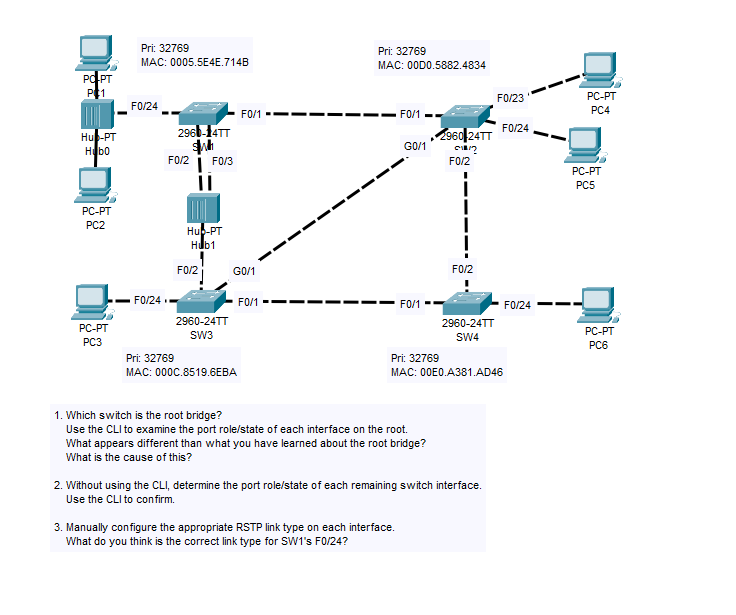 Pri: 32769
MAC: 0005.5E4E.714B
Pri: 32769
MAC: 00D0.5882.4834
PC-PT
PC1
F0/24
F0/1
F0/1
F0/23
PC-PT
PC4
Hub-PT
Hub0
2960-24TT
SW1
G0/1
2960-24TT
SW2
F0/24
F0/2
F0/3
F0/2
PC-PT
PC5
PC-PT
PC2
Hub-PT
Hub1
F0/2
G0/1
F0/2
F0/24
F0/1
F0/1
F0/24
PC-PT
PC3
2960-24TT
SW3
2960-24TT
SW4
PC-PT
PC6
Pri: 32769
MAC: 000C.8519.6EBA
Pri: 32769
MAC: 00E0.A381.AD46
1. Which switch is the root bridge?
Use the CLI to examine the port role/state of each interface on the root.
What appears different than what you have learned about the root bridge?
What is the cause of this?
2. Without using the CLI, determine the port role/state of each remaining switch interface.
Use the CLI to confirm.
3. Manually configure the appropriate RSTP link type on each interface.
What do you think is the correct link type for SW1's F0/24?